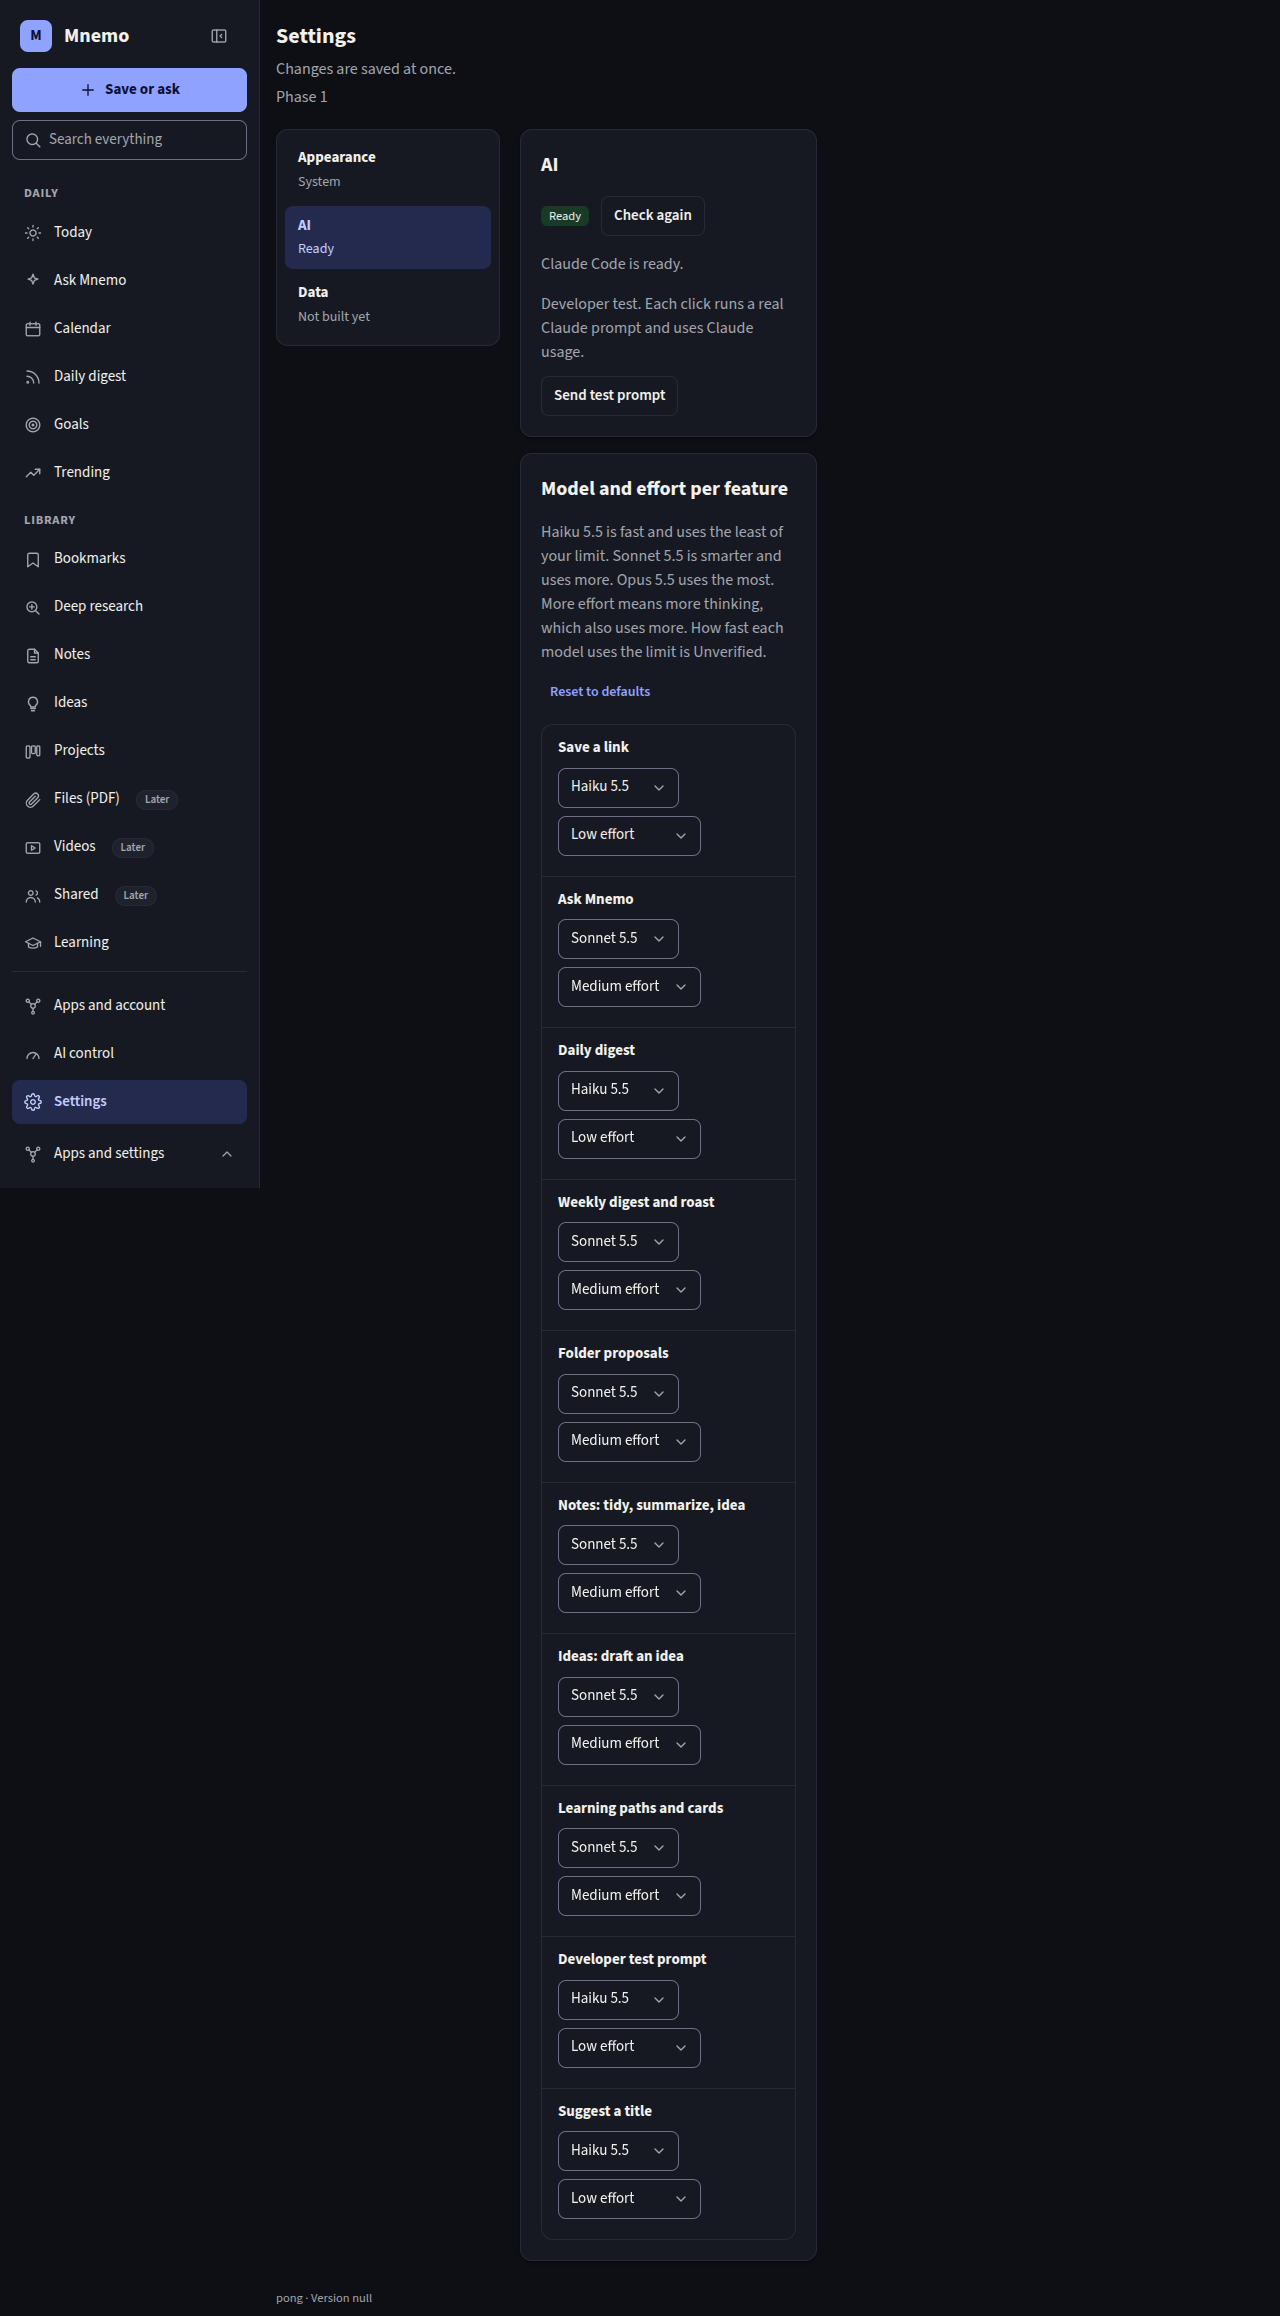 M
Mnemo
Save or ask
Search everything
DAILY
Today
Ask Mnemo
Calendar
Daily digest
Goals
Trending
LIBRARY
Bookmarks
Deep research
Notes
Ideas
Projects
Files (PDF) Later
Videos Later
Shared Later
Learning
Apps and account
AI control
Settings
Apps and settings
Settings
Changes are saved at once.
Phase 1
Appearance
System
AI
Ready
Data
Not built yet
AI
Ready Check again
Claude Code is ready.
Developer test. Each click runs a real
Claude prompt and uses Claude
usage.
Send test prompt
Model and effort per feature
Haiku 5.5 is fast and uses the least of
your limit. Sonnet 5.5 is smarter and
uses more. Opus 5.5 uses the most.
More effort means more thinking,
which also uses more. How fast each
model uses the limit is Unverified.
Reset to defaults
Save a link
Haiku 5.5
Low effort
Ask Mnemo
Sonnet 5.5
Medium effort
Daily digest
Haiku 5.5
Low effort
Weekly digest and roast
Sonnet 5.5
Medium effort
Folder proposals
Sonnet 5.5
Medium effort
Notes: tidy, summarize, idea
Sonnet 5.5
Medium effort
Ideas: draft an idea
Sonnet 5.5
Medium effort
Learning paths and cards
Sonnet 5.5
Medium effort
Developer test prompt
Haiku 5.5
Low effort
Suggest a title
Haiku 5.5
Low effort
pong · Version null